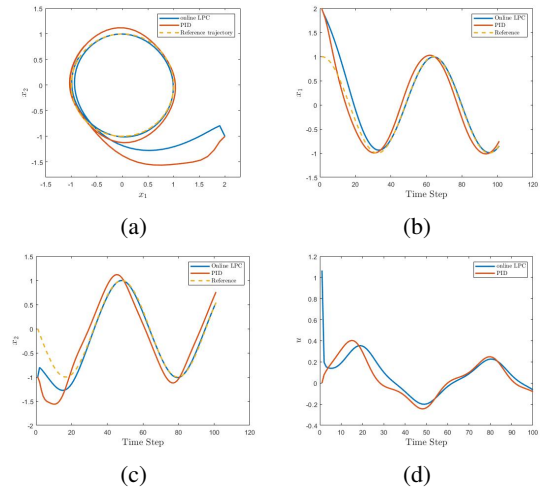 online LPC
PID
Reference trajectory
1.5
1
0.5
0
-0.5
-1
-1.5
x₂
-1.5 -1 -0.5 0 0.5 1 1.5 2
x₁
(a)
online LPC
PID
Reference
2
1.5
1
0.5
0
-0.5
-1
-1.5
x₁
0 20 40 60 80 100 120
Time Step
(b)
Online LPC
PID
Reference
1.5
1
0.5
0
-0.5
-1
-1.5
-2
x₂
0 20 40 60 80 100 120
Time Step
(c)
online LPC
PID
1.2
1
0.8
0.6
0.4
0.2
0
-0.2
-0.4
u
0 10 20 30 40 50 60 70 80 90 100
Time Step
(d)